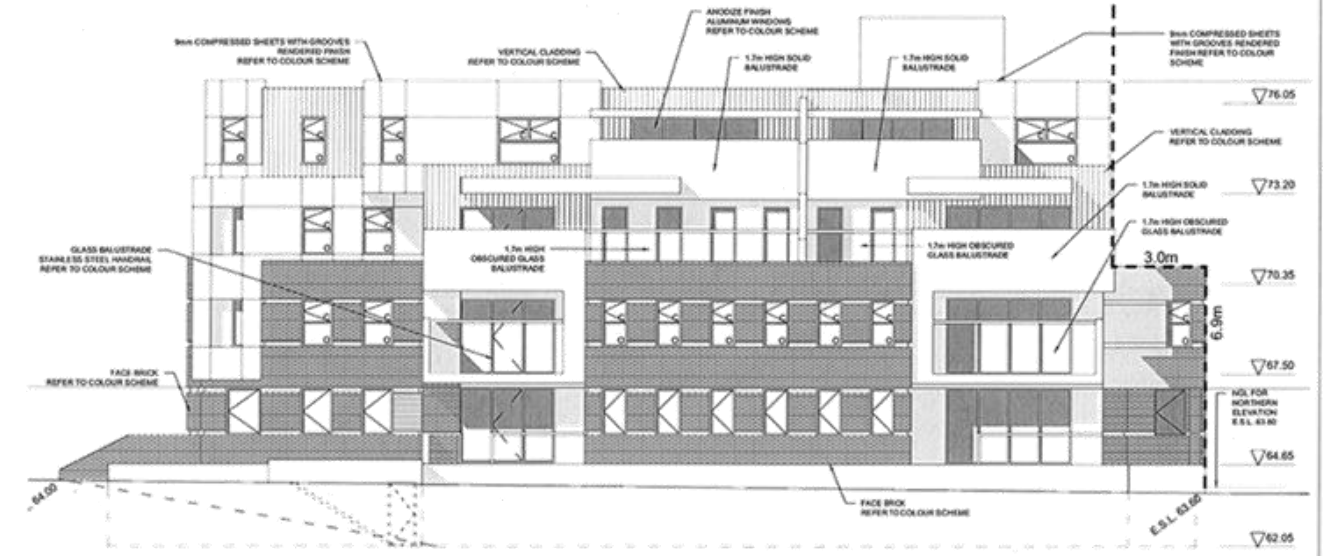 ANODIZE FINISH
ALUMINUM WINDOWS
REFER TO COLOUR SCHEME
9mm COMPRESSED SHEETS WITH GROOVES
RENDERED FINISH
REFER TO COLOUR SCHEME
VERTICAL CLADDING
REFER TO COLOUR SCHEME
1.7m HIGH SOLID
BALUSTRADE
1.7m HIGH SOLID
BALUSTRADE
9mm COMPRESSED SHEETS
WITH GROOVES RENDERED
FINISH REFER TO COLOUR
SCHEME
76.05
VERTICAL CLADDING
REFER TO COLOUR SCHEME
73.20
1.7m HIGH SOLID
BALUSTRADE
1.7m HIGH OBSCURED
GLASS BALUSTRADE
GLASS BALUSTRADE
STAINLESS STEEL HANDRAIL
REFER TO COLOUR SCHEME
1.7m HIGH
OBSCURED GLASS
BALUSTRADE
1.7m HIGH OBSCURED
GLASS BALUSTRADE
3.0m
70.35
6.9m
67.50
FACE BRICK
REFER TO COLOUR SCHEME
NGL FOR
NORTHERN
ELEVATION
E.S.L. 63.60
64.65
64.00
FACE BRICK
REFER TO COLOUR SCHEME
E.S.L. 63.60
62.05